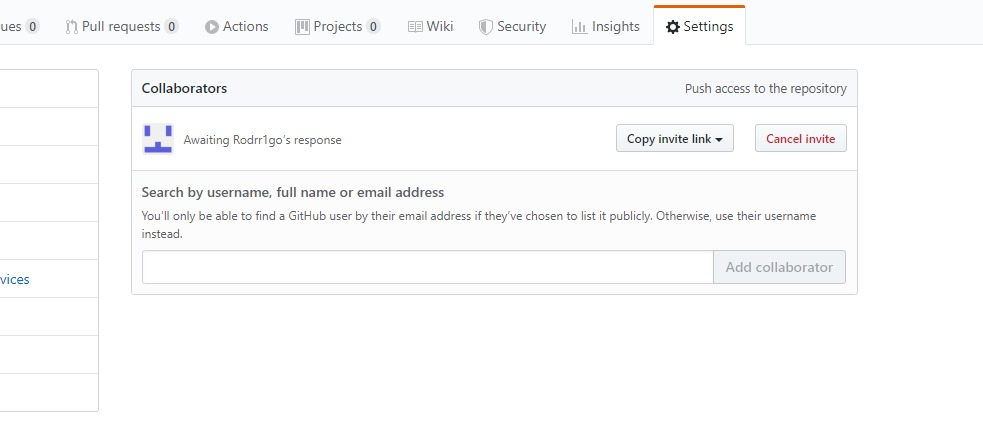 ues 0 Pull requests 0 Actions Projects 0 Wiki Security Insights Settings
Collaborators Push access to the repository
Awaiting Rodrr1go's response Copy invite link Cancel invite
Search by username, full name or email address
You'll only be able to find a GitHub user by their email address if they've chosen to list it publicly. Otherwise, use their username
instead.
Add collaborator
vices